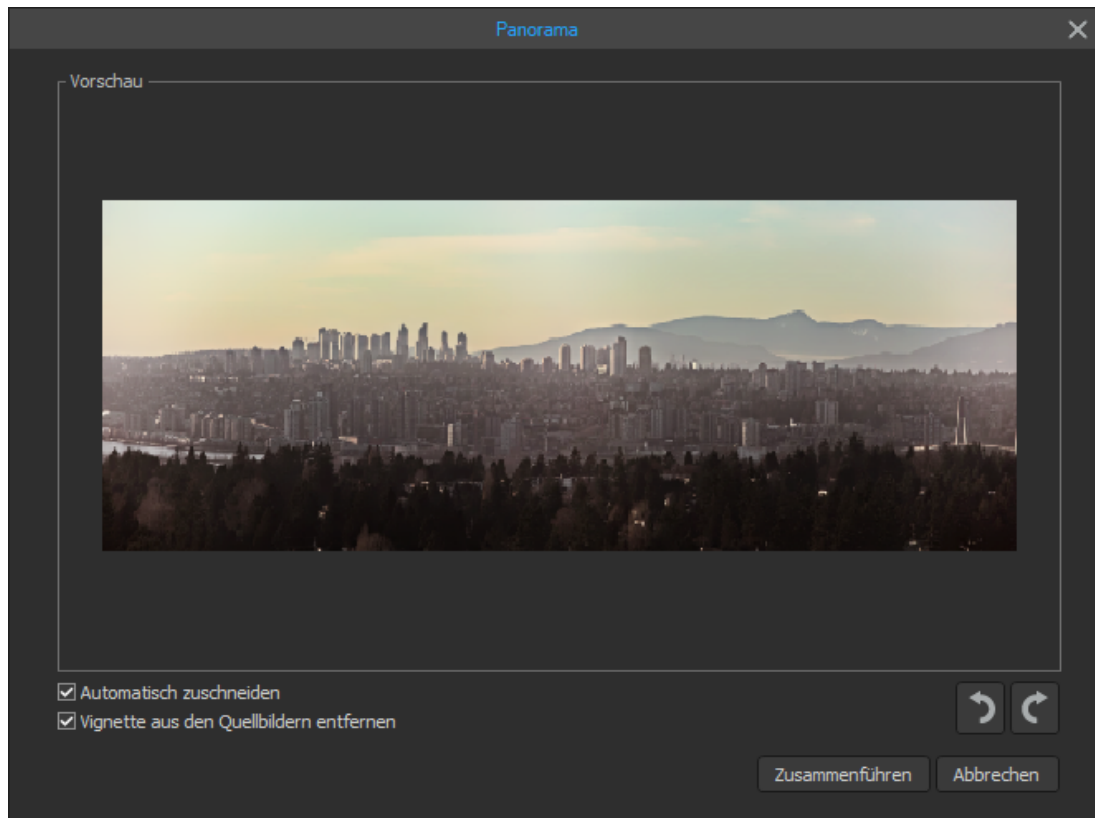 Panorama
Vorschau
Automatisch zuschneiden
Vignette aus den Quellbildern entfernen
Zusammenführen
Abbrechen